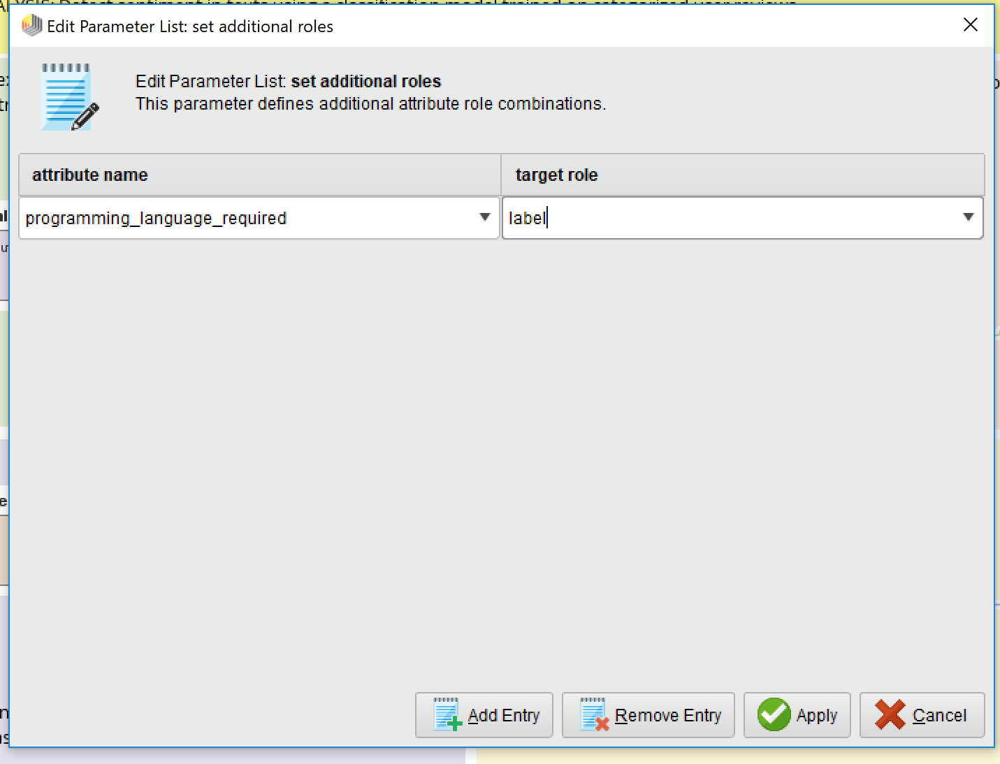 Edit Parameter List: set additional roles
Edit Parameter List: set additional roles
This parameter defines additional attribute role combinations.
attribute name target role
programming_language_required label
Add Entry Remove Entry Apply Cancel